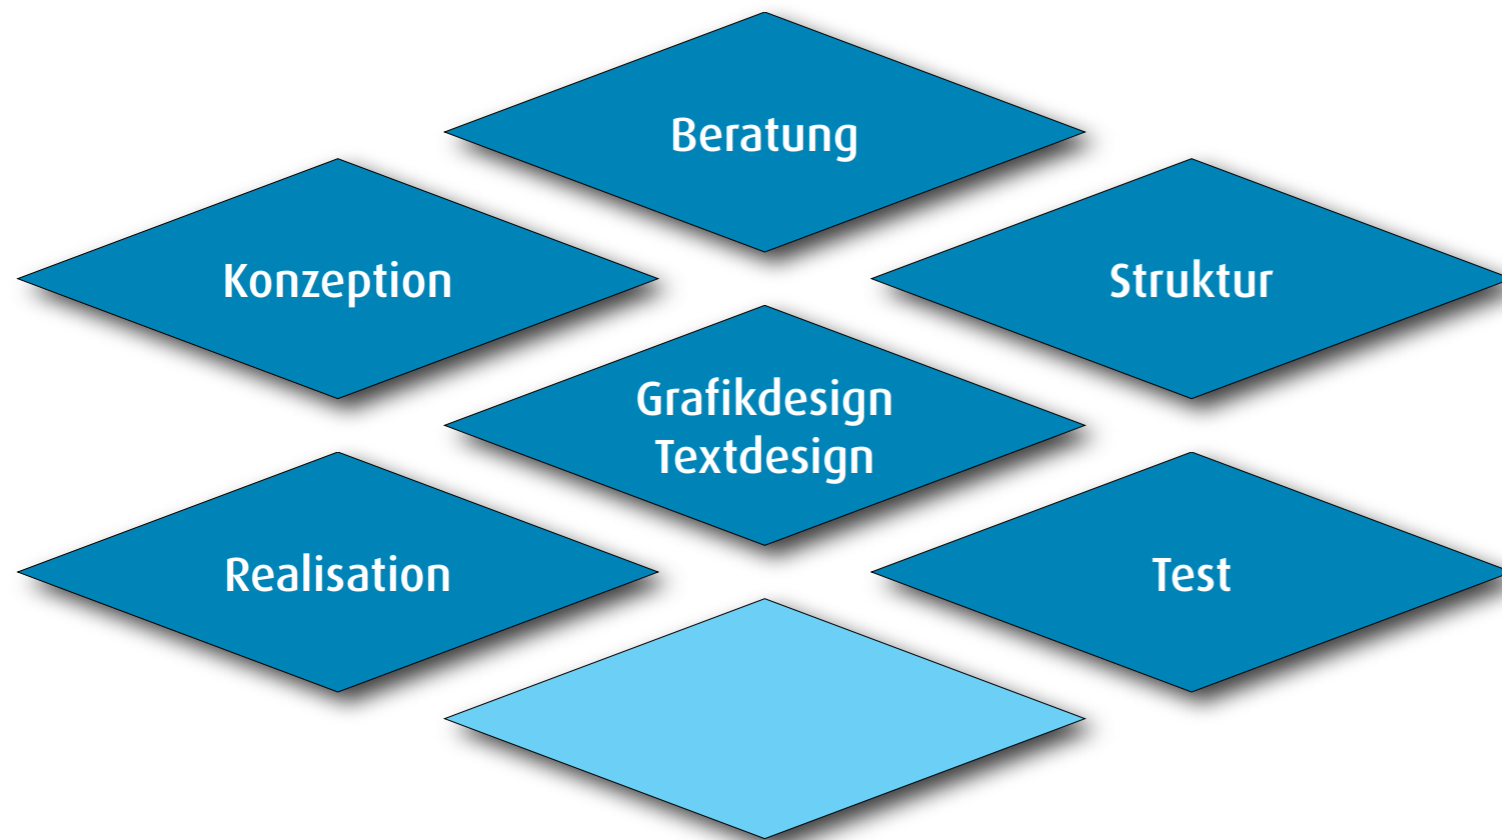 Beratung
Konzeption
Struktur
Grafikdesign
Textdesign
Realisation
Test